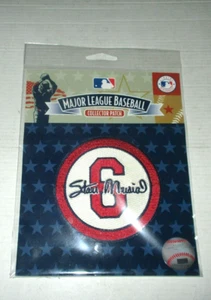 MAJOR LEAGUE BASEBALL
COLLECTOR PATCH
6
Stan Musial